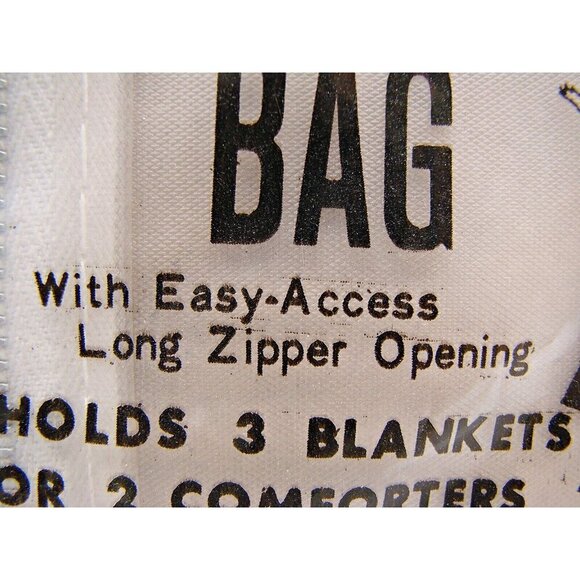 BAG
With Easy-Access
Long Zipper Opening
HOLDS 3 BLANKETS
OR 2 COMFORTERS